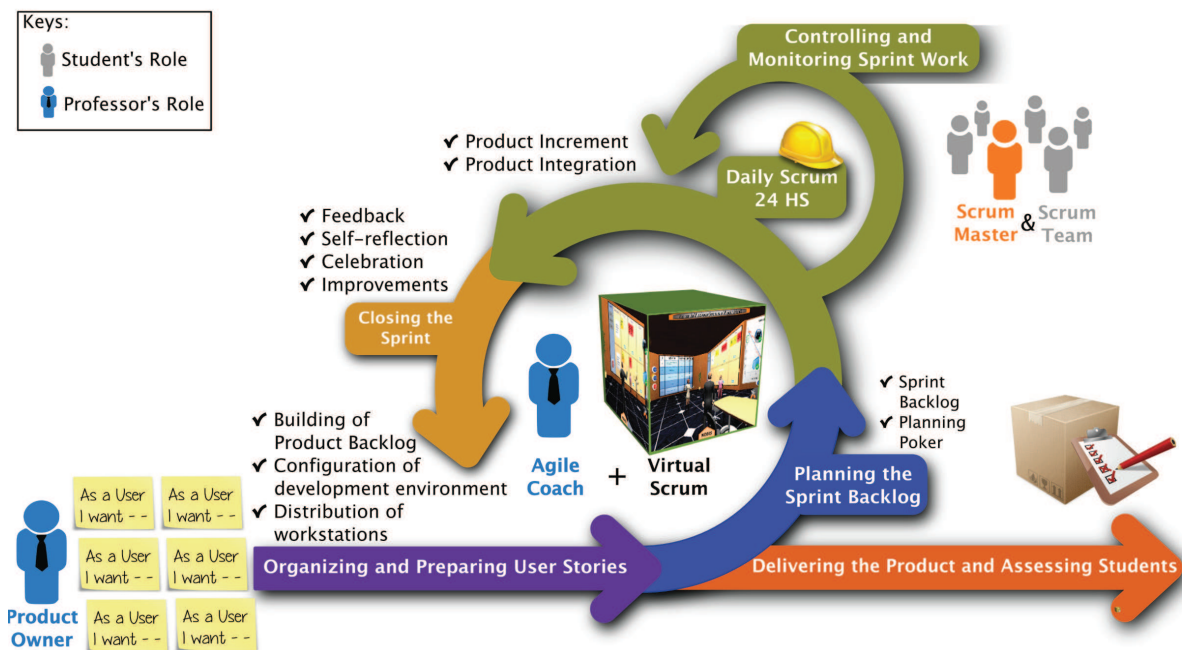 Keys:
Student's Role
Professor's Role
Controlling and
Monitoring Sprint Work
✔ Product Increment
✔ Product Integration
Daily Scrum
24 HS
Scrum
Master
&
Scrum
Team
✔ Feedback
✔ Self-reflection
✔ Celebration
✔ Improvements
Closing the
Sprint
✔ Sprint
Backlog
✔ Planning
Poker
✔ Building of
Product Backlog
✔ Configuration of
development environment
✔ Distribution of
workstations
Agile
Coach
+
Virtual
Scrum
Planning the
Sprint Backlog
As a User
I want - -
As a User
I want - -
As a User
I want - -
As a User
I want - -
As a User
I want - -
As a User
I want - -
Product
Owner
Organizing and Preparing User Stories
Delivering the Product and Assessing Students